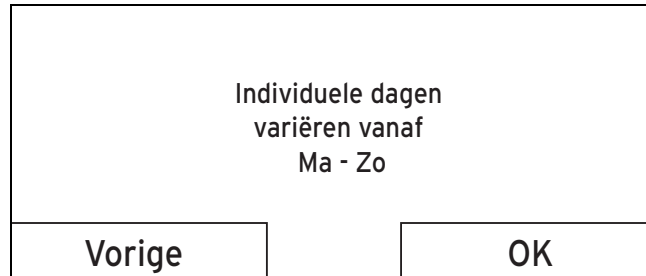 Individuele dagen
variëren vanaf
Ma - Zo
Vorige
OK